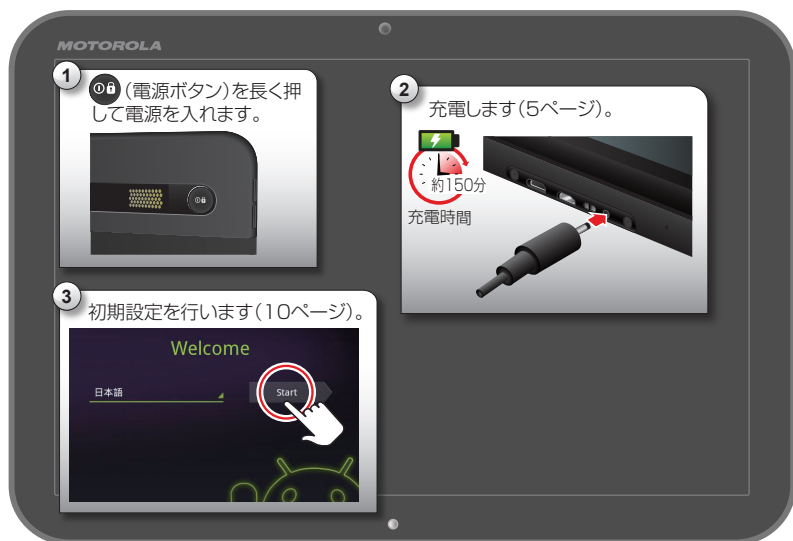 MOTOROLA
1
(電源ボタン)を長く押
して電源を入れます。
2
充電します(5ページ)。
約150分
充電時間
3
初期設定を行います(10ページ)。
Welcome
日本語
Start